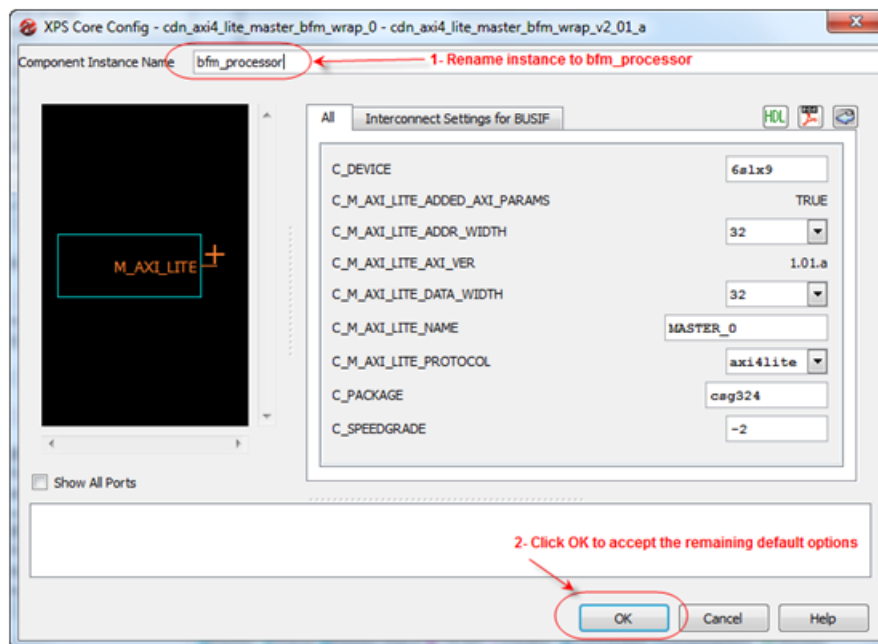 XPS Core Config - cdn_axi4_lite_master_bfm_wrap_0 - cdn_axi4_lite_master_bfm_wrap_v2_01_a
Component Instance Name bfm_processor
1- Rename instance to bfm_processor
All Interconnect Settings for BUSIF HDL
C_DEVICE 6slx9
C_M_AXI_LITE_ADDED_AXI_PARAMS TRUE
C_M_AXI_LITE_ADDR_WIDTH 32
C_M_AXI_LITE_AXI_VER 1.01.a
C_M_AXI_LITE_DATA_WIDTH 32
C_M_AXI_LITE_NAME MASTER_0
C_M_AXI_LITE_PROTOCOL axi4lite
C_PACKAGE csg324
C_SPEEDGRADE -2
M_AXI_LITE
Show All Ports
2- Click OK to accept the remaining default options
OK Cancel Help